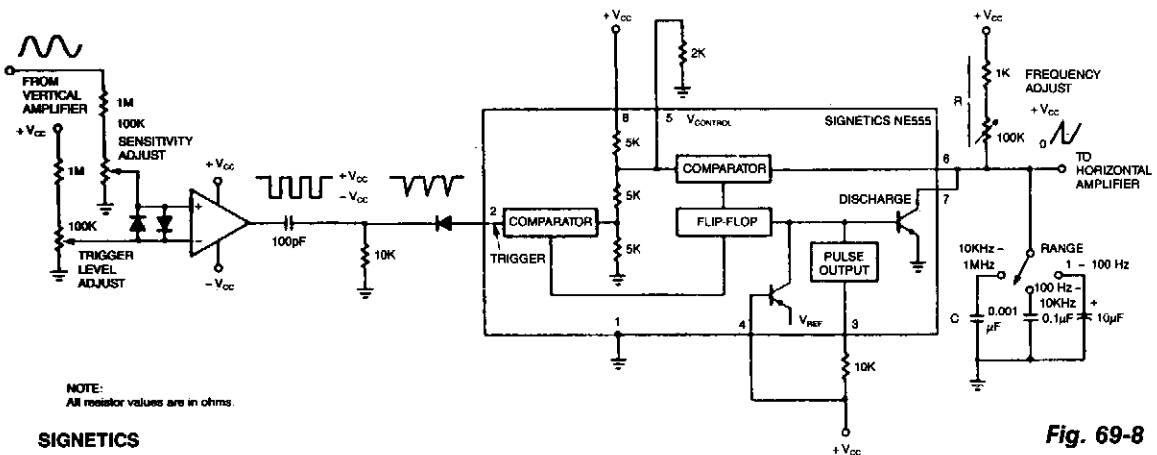 FROM
VERTICAL
AMPLIFIER
+ VCC
1M
100K
SENSITIVITY
ADJUST
1M
100K
TRIGGER
LEVEL
ADJUST
+ VCC
+
–
– VCC
100pF
+ VCC
– VCC
10K
+ VCC
2K
8
5
VCONTROL
SIGNETICS NE555
5K
5K
5K
2
COMPARATOR
TRIGGER
COMPARATOR
FLIP-FLOP
DISCHARGE
PULSE
OUTPUT
VREF
6
7
1
4
3
10K
+ VCC
+ VCC
R
1K
100K
FREQUENCY
ADJUST
+ VCC
0
TO
HORIZONTAL
AMPLIFIER
10KHz –
1MHz
RANGE
1 – 100 Hz
100 Hz –
10KHz
C
0.001
µF
0.1µF
+
10µF
NOTE:
All resistor values are in ohms.
SIGNETICS
Fig. 69-8